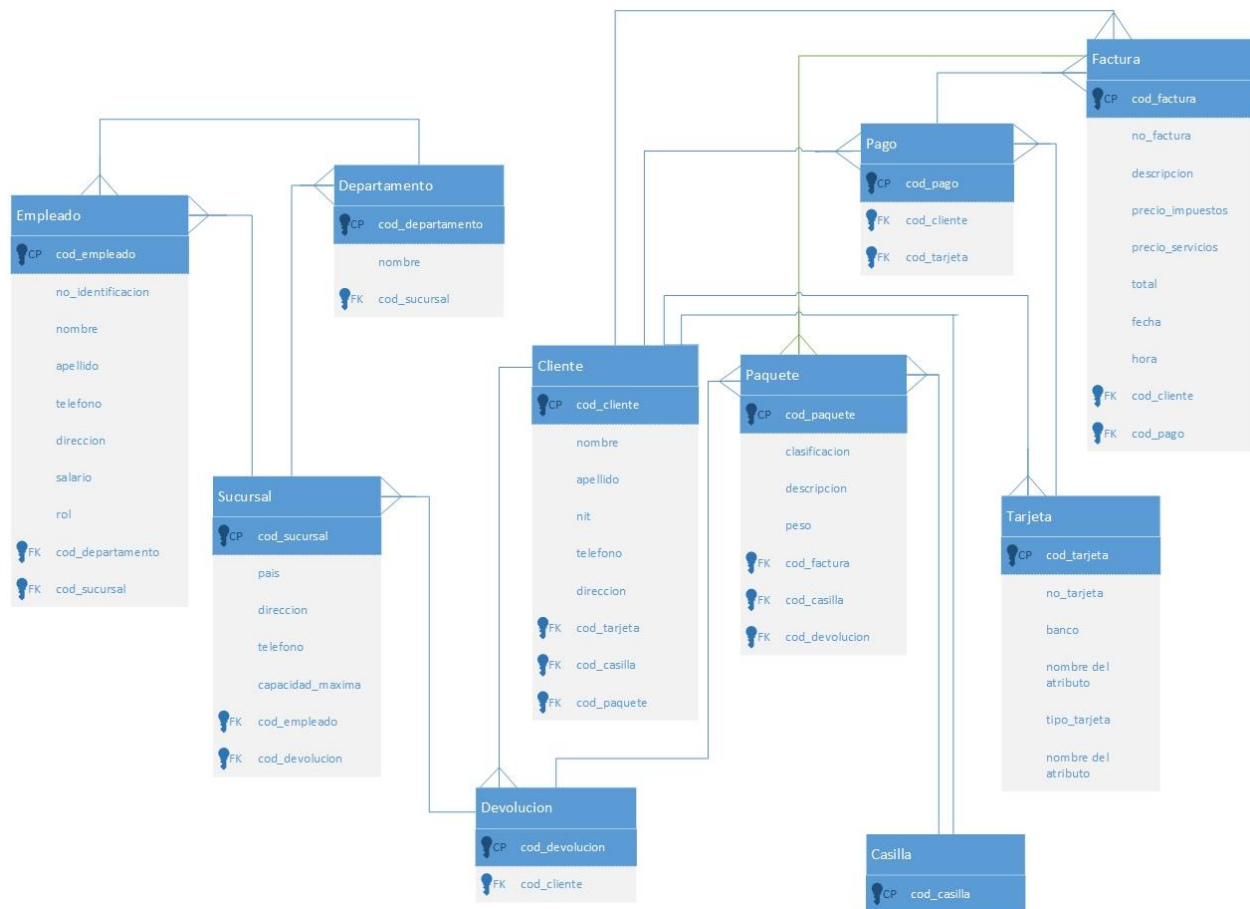 Empleado
CP cod_empleado
no_identificacion
nombre
apellido
telefono
direccion
salario
rol
FK cod_departamento
FK cod_sucursal
Departamento
CP cod_departamento
nombre
FK cod_sucursal
Sucursal
CP cod_sucursal
pais
direccion
telefono
capacidad_maxima
FK cod_empleado
FK cod_devolucion
Cliente
CP cod_cliente
nombre
apellido
nit
telefono
direccion
FK cod_tarjeta
FK cod_casilla
FK cod_paquete
Devolucion
CP cod_devolucion
FK cod_cliente
Paquete
CP cod_paquete
clasificacion
descripcion
peso
FK cod_factura
FK cod_casilla
FK cod_devolucion
Pago
CP cod_pago
FK cod_cliente
FK cod_tarjeta
Factura
CP cod_factura
no_factura
descripcion
precio_impuestos
precio_servicios
total
fecha
hora
FK cod_cliente
FK cod_pago
Tarjeta
CP cod_tarjeta
no_tarjeta
banco
nombre del
atributo
tipo_tarjeta
nombre del
atributo
Casilla
CP cod_casilla